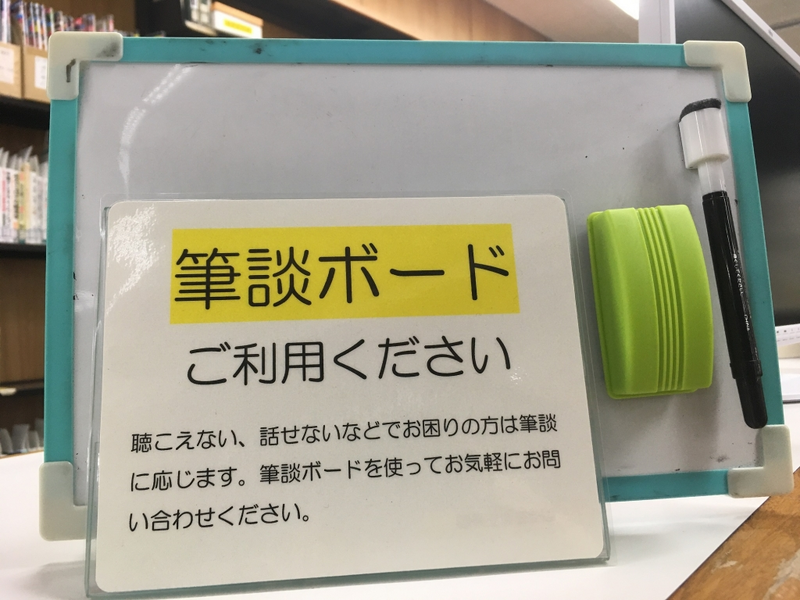 筆談ボード
ご利用ください
聴こえない、話せないなどでお困りの方は筆談
に応じます。筆談ボードを使ってお気軽にお問
い合わせください。